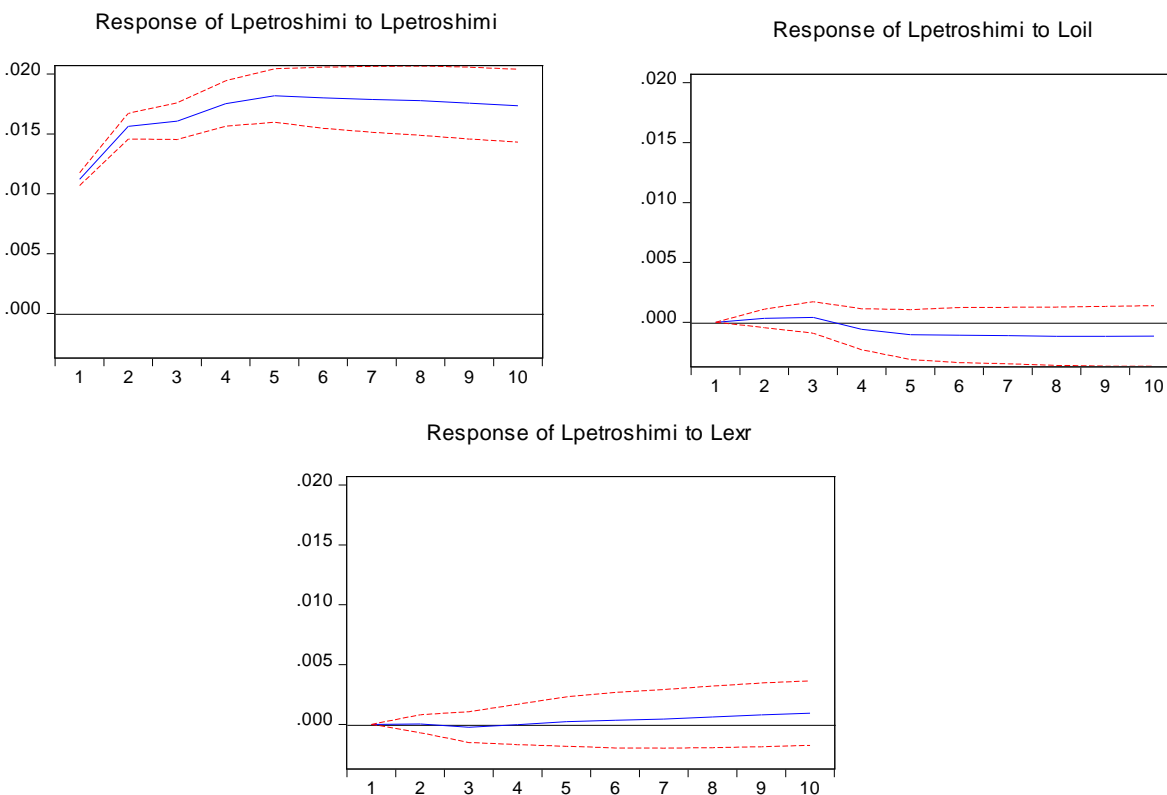 Response of Lpetroshimi to Lpetroshimi
.020
.015
.010
.005
.000
1 2 3 4 5 6 7 8 9 10
Response of Lpetroshimi to Loil
.020
.015
.010
.005
.000
1 2 3 4 5 6 7 8 9 10
Response of Lpetroshimi to Lexr
.020
.015
.010
.005
.000
1 2 3 4 5 6 7 8 9 10